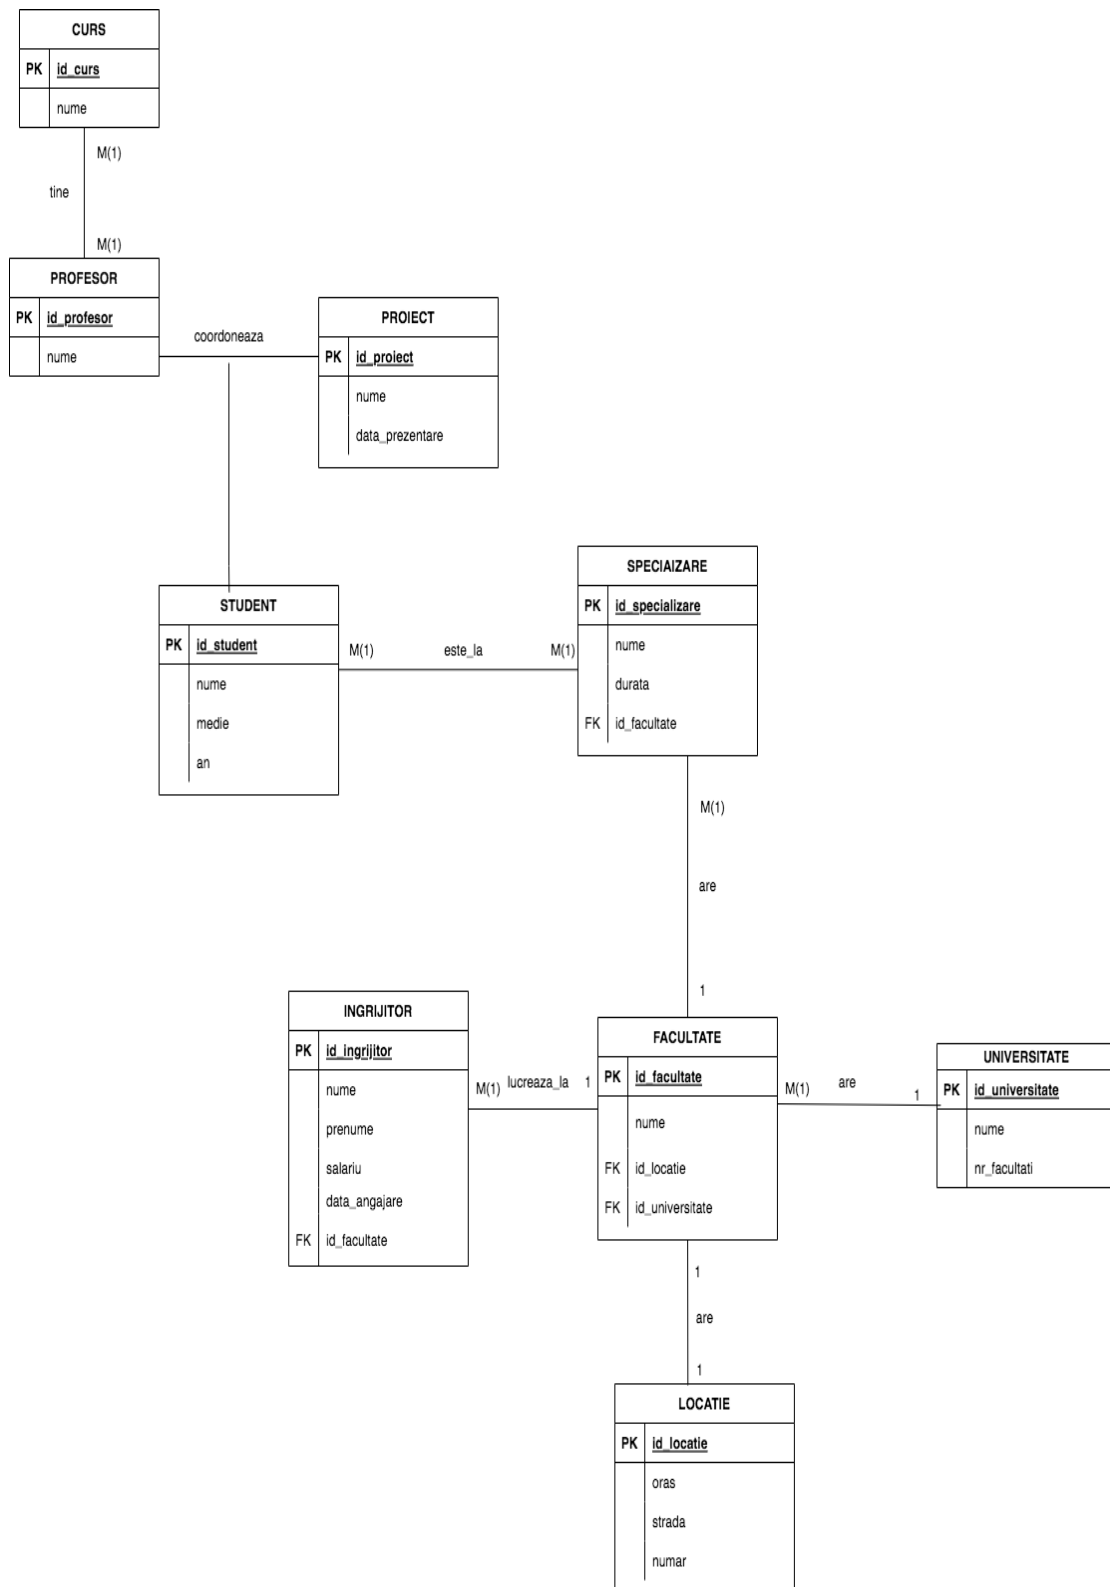 CURS
PK id_curs
nume
M(1)
tine
M(1)
PROFESOR
PK id_profesor
nume
coordoneaza
PROIECT
PK id_proiect
nume
data_prezentare
STUDENT
PK id_student
nume
medie
an
M(1) este_la M(1)
SPECIAIZARE
PK id_specializare
nume
durata
FK id_facultate
M(1)
are
1
INGRIJITOR
PK id_ingrijitor
nume
prenume
salariu
data_angajare
FK id_facultate
M(1) lucreaza_la 1
FACULTATE
PK id_facultate
nume
FK id_locatie
FK id_universitate
M(1) are 1
UNIVERSITATE
PK id_universitate
nume
nr_facultati
1
are
1
LOCATIE
PK id_locatie
oras
strada
numar